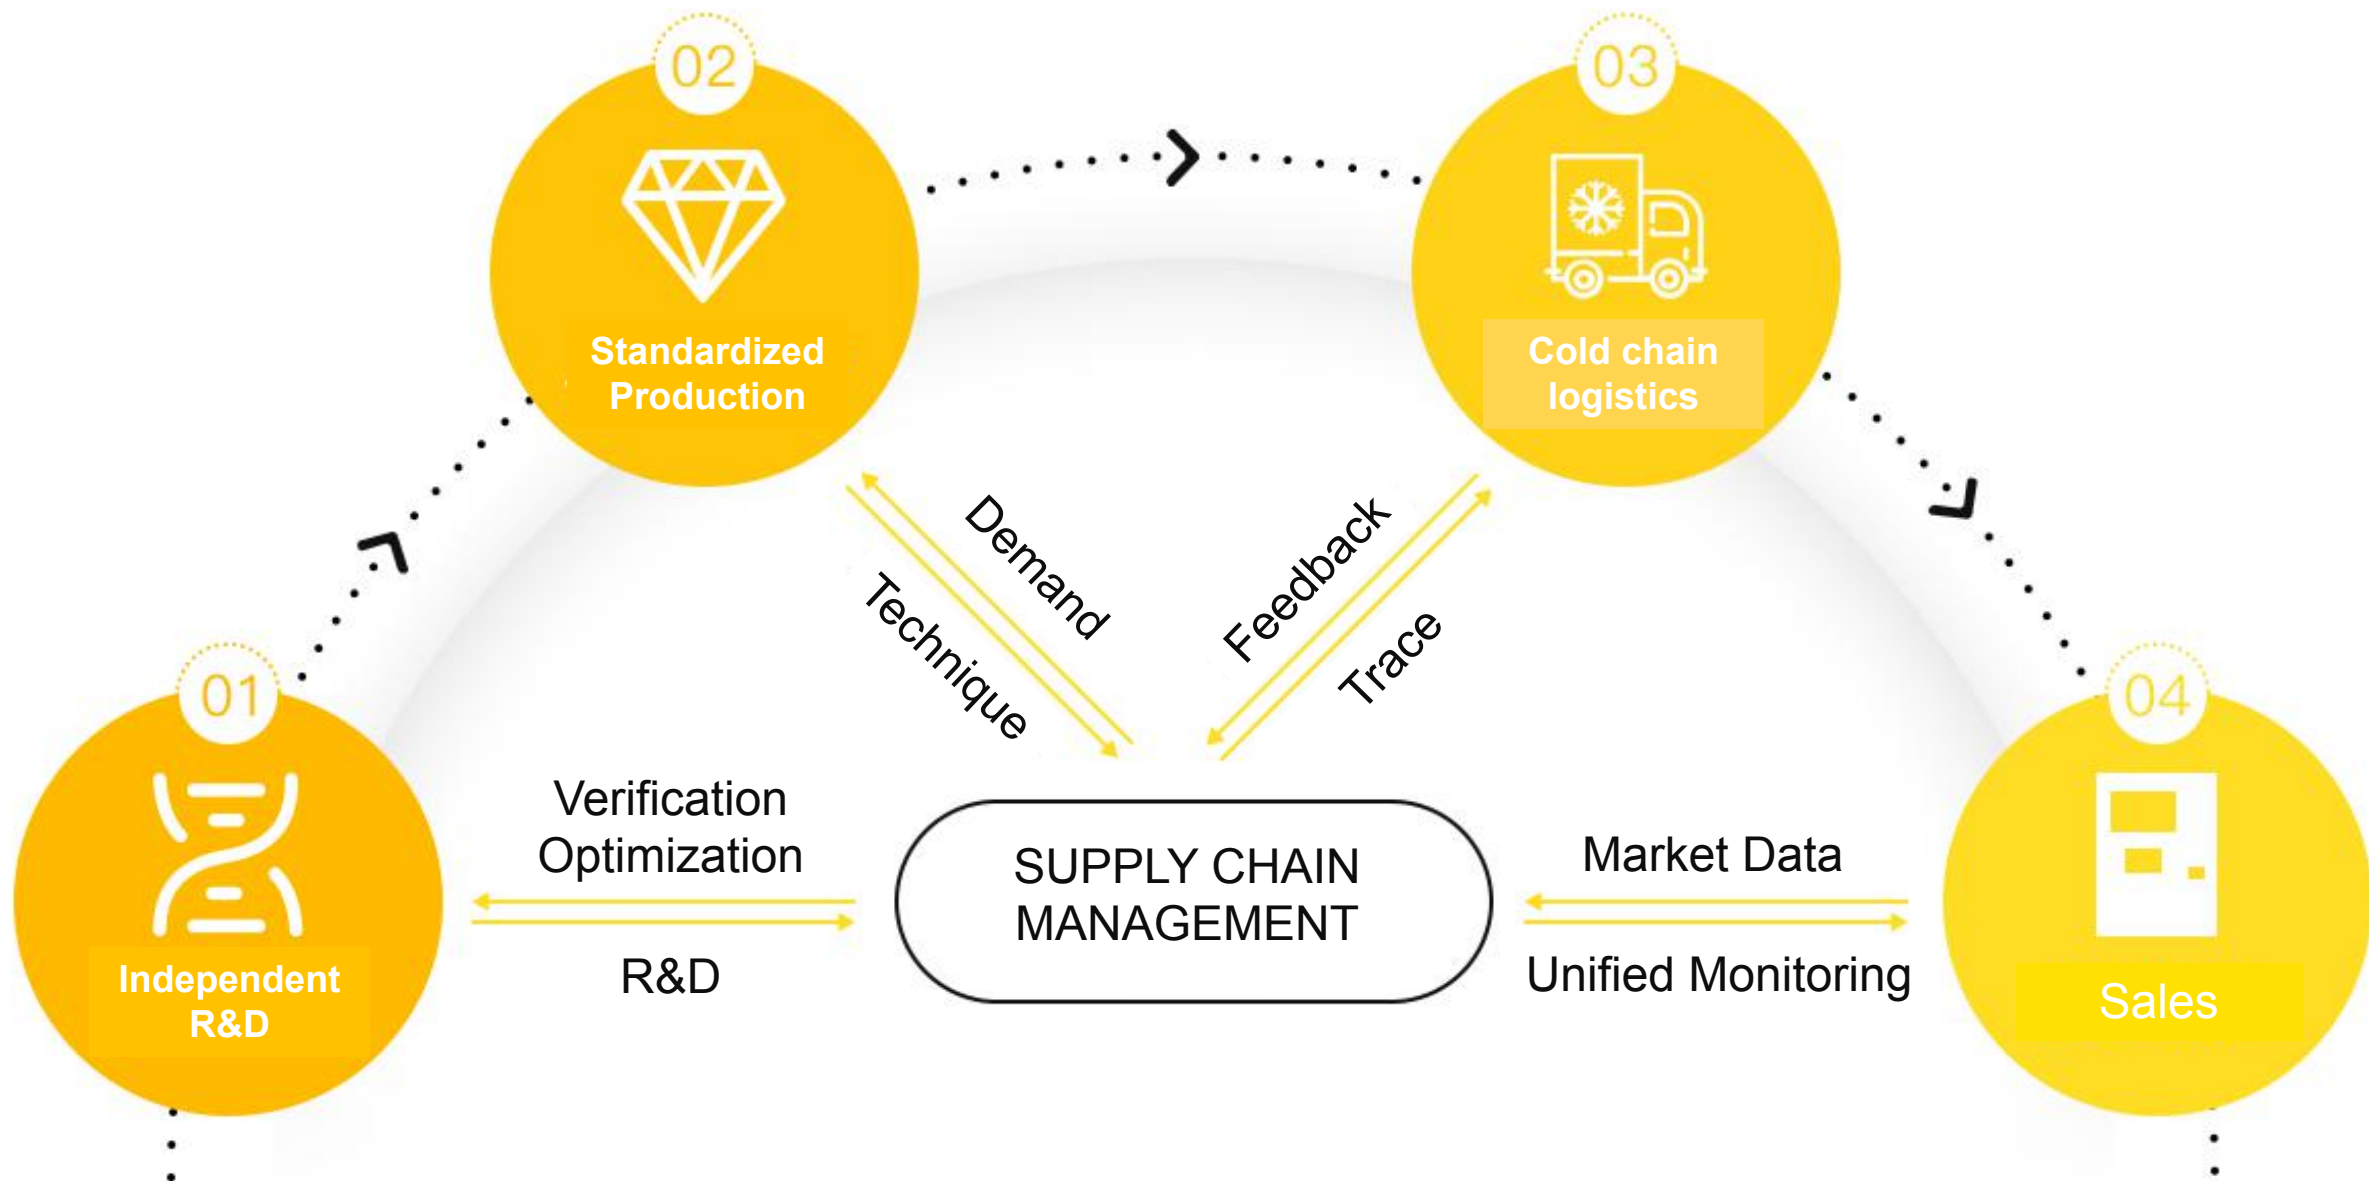 02
03
Standardized
Production
Cold chain
logistics
Demand
Technique
Feedback
Trace
01
04
Verification
Optimization
R&D
SUPPLY CHAIN
MANAGEMENT
Market Data
Unified Monitoring
Independent
R&D
Sales